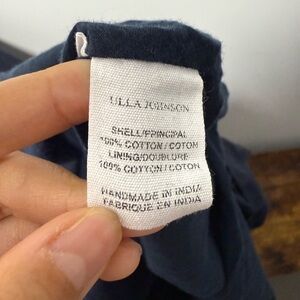 ULLA JOHNSON
SHELL/PRINCIPAL
100% COTTON/COTON
LINING/DOUBLURE
100% COTTON/COTON
HANDMADE IN INDIA
FABRIQUE EN INDIA